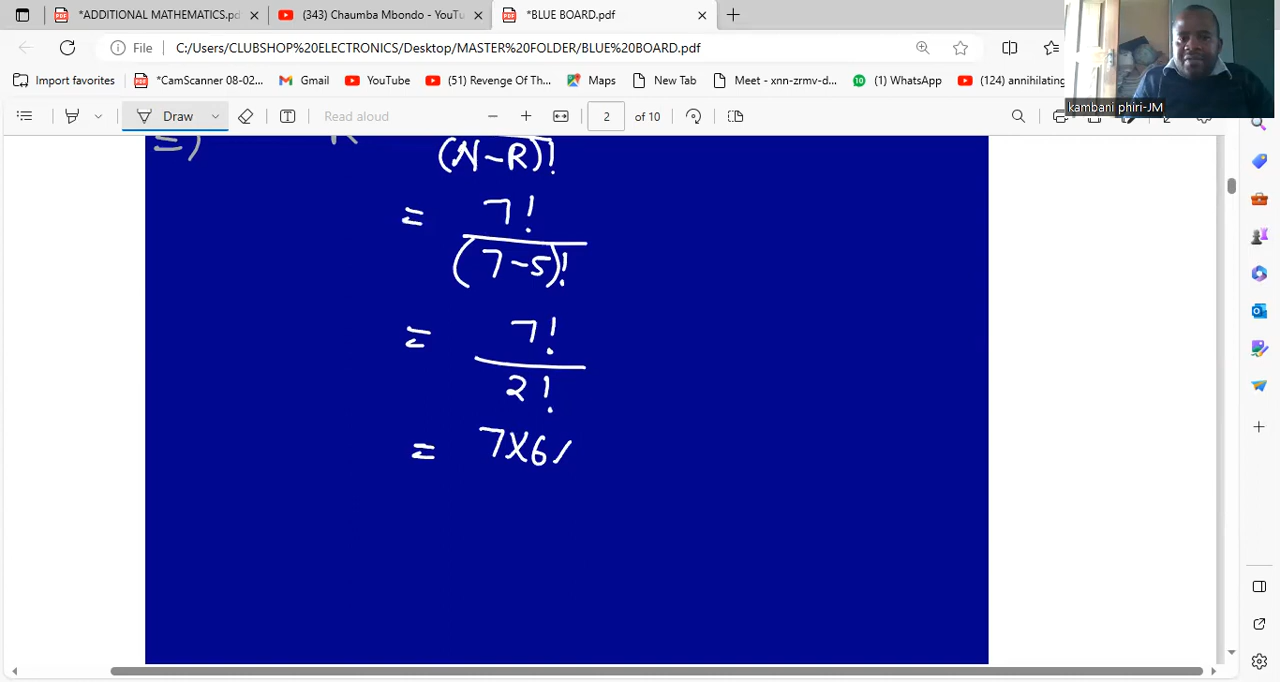 *ADDITIONAL MATHEMATICS.pd
(343) Chaumba Mbondo - YouTu
*BLUE BOARD.pdf
File
C:/Users/CLUBSHOP%20ELECTRONICS/Desktop/MASTER%20FOLDER/BLUE%20BOARD.pdf
Import favorites
*CamScanner 08-02...
Gmail
YouTube
(51) Revenge Of Th...
Maps
New Tab
Meet - xnn-zrmv-d...
(1) WhatsApp
(124) annihilating
kambani phiri-JM
Draw
Read aloud
2 of 10
(N-R)!
= 7!
(7-5)!
= 7!
2!
= 7X6